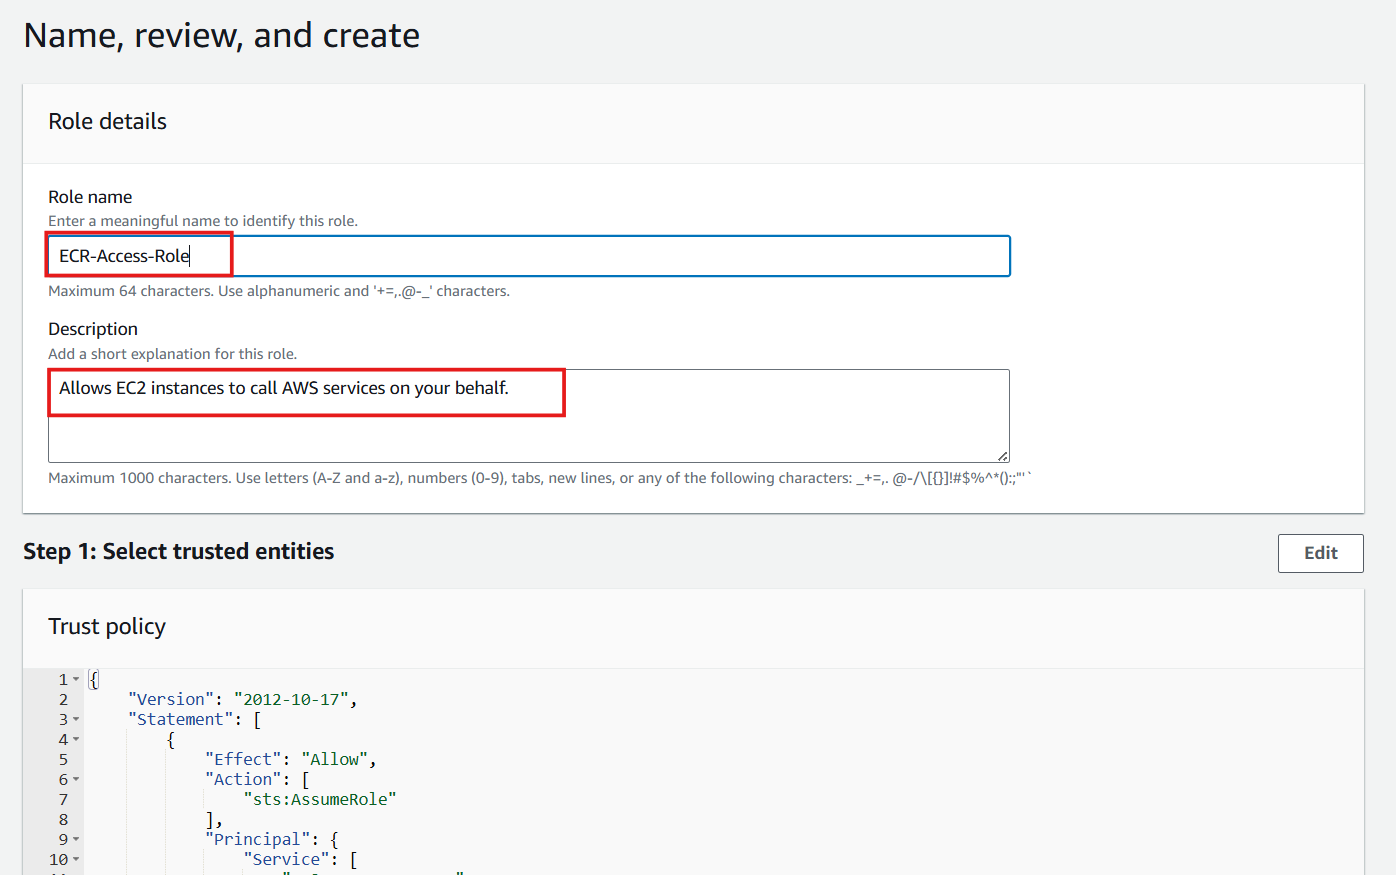 Name, review, and create
Role details
Role name
Enter a meaningful name to identify this role.
ECR-Access-Role
Maximum 64 characters. Use alphanumeric and '+=,.@-_' characters.
Description
Add a short explanation for this role.
Allows EC2 instances to call AWS services on your behalf.
Maximum 1000 characters. Use letters (A-Z and a-z), numbers (0-9), tabs, new lines, or any of the following characters: _+=,. @-/\[{}]!#$%^*();;"'`
Step 1: Select trusted entities
Edit
Trust policy
1 {
2 "Version": "2012-10-17",
3 "Statement": [
4 {
5 "Effect": "Allow",
6 "Action": [
7 "sts:AssumeRole"
8 ],
9 "Principal": {
10 "Service": [